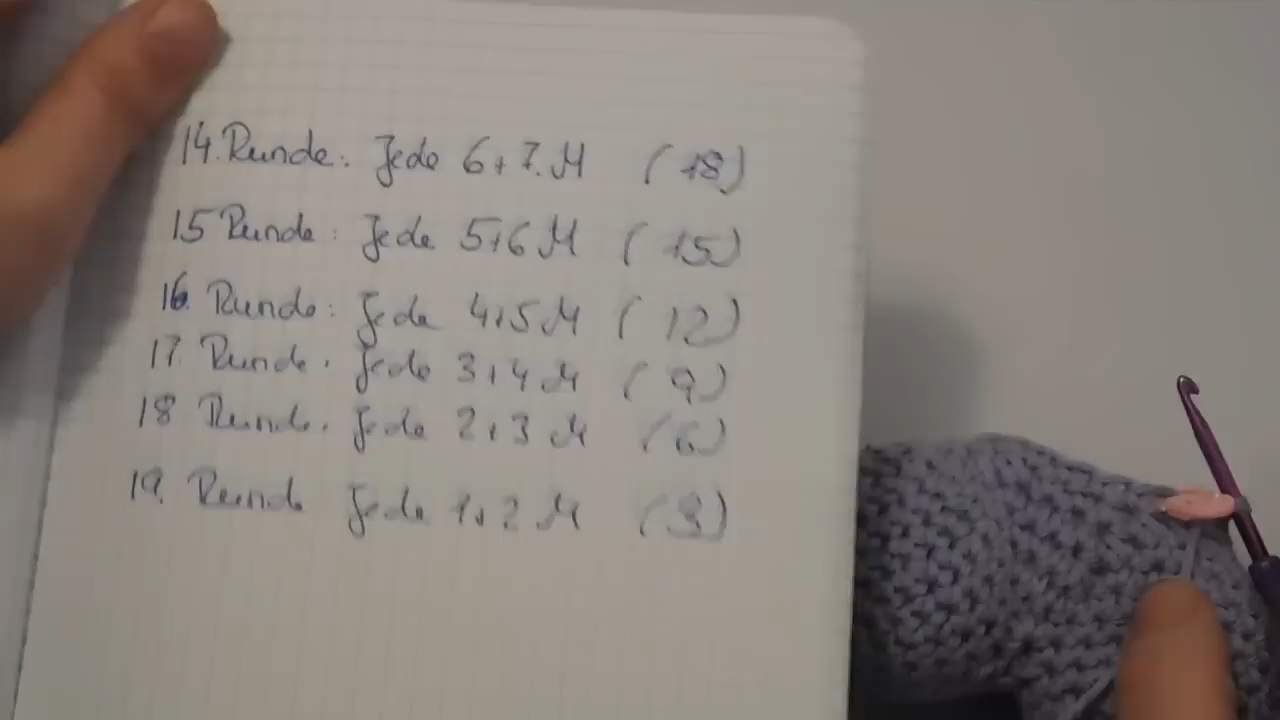 14. Runde: Jede 6+7. M (18)
15 Runde: Jede 5+6 M (15)
16. Runde: Jede 4+5 M (12)
17. Runde. Jede 3+4 M (9)
18 Runde. Jede 2+3 M (6)
19. Runde Jede 1+2 M (3)